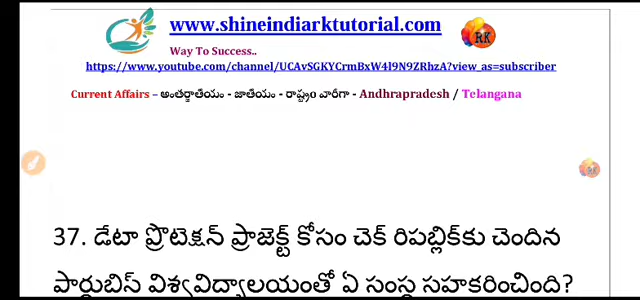 www.shineindiarktutorial.com
RK
Way To Success..
https://www.youtube.com/channel/UCAvSGKYCrmBxW4l9N9ZRhzA?view_as=subscriber
Current Affairs – అంతర్జాతీయం - జాతీయం - రాష్ట్రం వారీగా - Andhrapradesh / Telangana
37. డేటా ప్రొటెక్షన్ ప్రాజెక్ట్ కోసం చెక్ రిపబ్లిక్‌కు చెందిన
పార్డుబిస్ విశ్వవిద్యాలయంతో ఏ సంస్థ సహకరించింది?